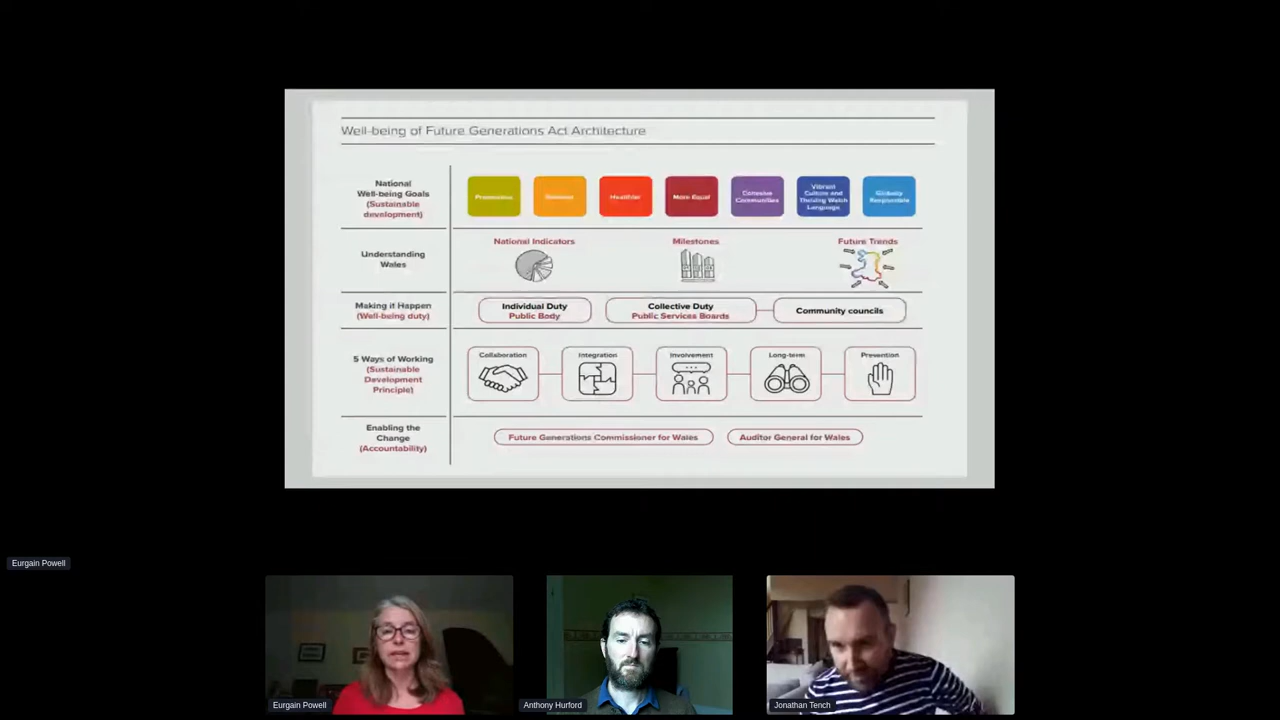 Well-being of Future Generations Act Architecture
National
Well-being Goals
(Sustainable
development)
Prosperous
Resilient
Healthier
More Equal
Cohesive
Communities
Vibrant
Culture and
Thriving Welsh
Language
Globally
Responsible
Understanding
Wales
National Indicators
Milestones
Future Trends
Making it Happen
(Well-being duty)
Individual Duty
Public Body
Collective Duty
Public Services Boards
Community councils
5 Ways of Working
(Sustainable
Development
Principle)
Collaboration
Integration
Involvement
Long-term
Prevention
Enabling the
Change
(Accountability)
Future Generations Commissioner for Wales
Auditor General for Wales
Eurgain Powell
Eurgain Powell
Anthony Hurford
Jonathan Tench